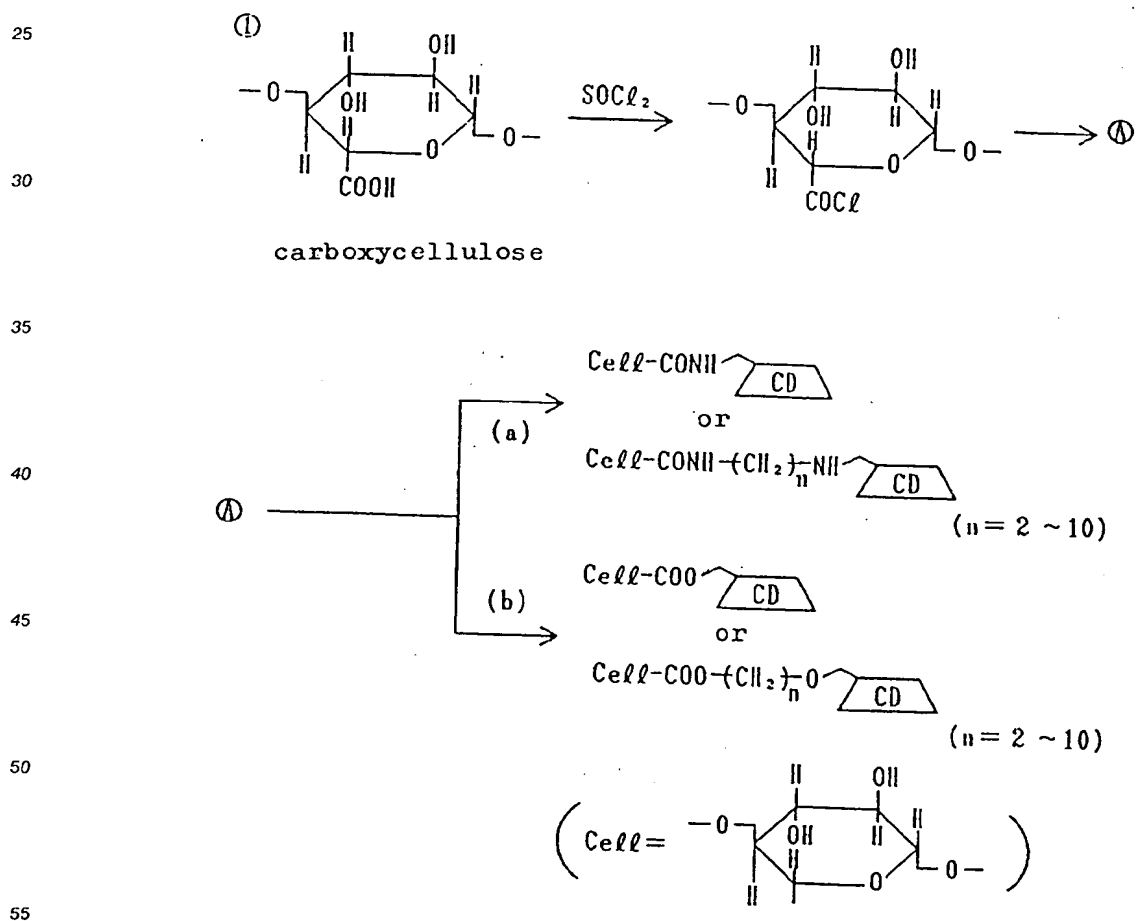 25
①
H OH H
—O OH H O—
H H O
COOH
SOCℓ₂
H OH H
—O OH H O—
H H O
COCℓ
Ⓐ
30
carboxycellulose
35
Ceℓℓ-CONH CD
(a)
or
40
Ceℓℓ-CONH-(CH₂)n-NH CD
Ⓐ
(n = 2 ~ 10)
Ceℓℓ-COO CD
45
(b)
or
Ceℓℓ-COO-(CH₂)n-O CD
(n = 2 ~ 10)
50
H OH H
(Ceℓℓ= —O OH H O—)
H H O
55